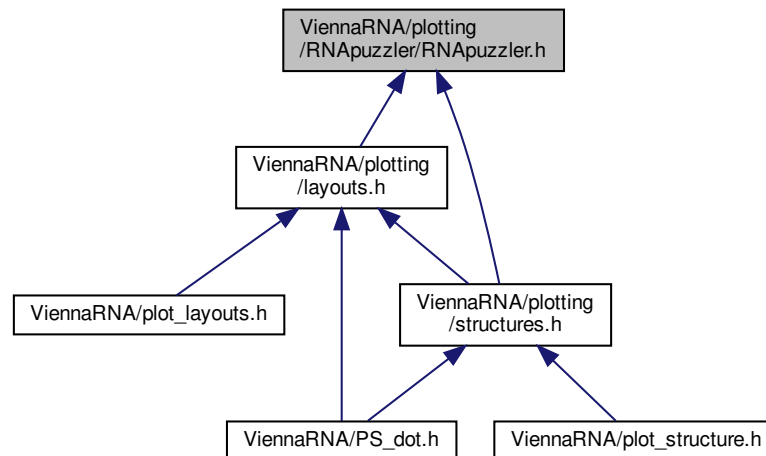 ViennaRNA/plotting
/RNApuzzler/RNApuzzler.h
ViennaRNA/plotting
/layouts.h
ViennaRNA/plot_layouts.h
ViennaRNA/plotting
/structures.h
ViennaRNA/PS_dot.h
ViennaRNA/plot_structure.h